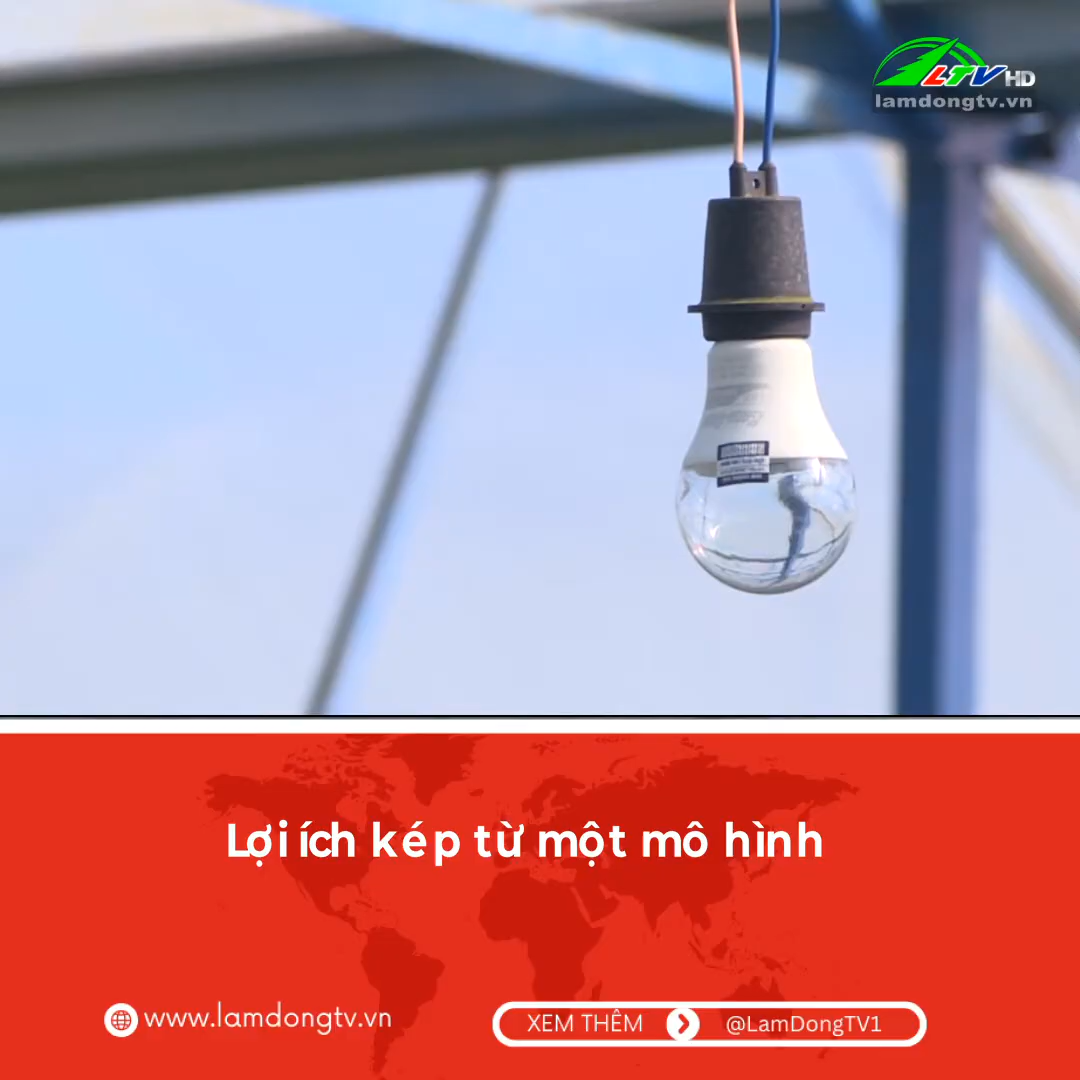 LTV HD
lamdongtv.vn
Lợi ích kép từ một mô hình
www.lamdongtv.vn
XEM THÊM
@LamDongTV1